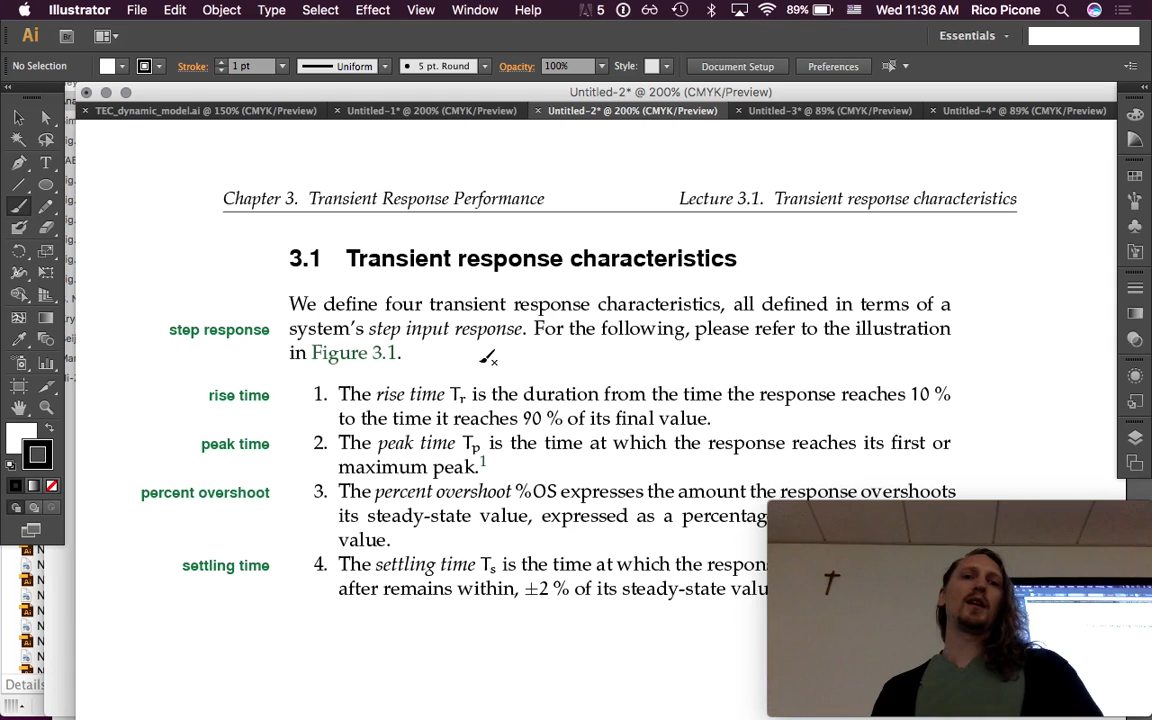 Illustrator File Edit Object Type Select Effect View Window Help 5 89% Wed 11:36 AM Rico Picone
Ai Br Essentials
No Selection Stroke: 1 pt Uniform 5 pt. Round Opacity: 100% Style: Document Setup Preferences
Untitled-2* @ 200% (CMYK/Preview)
TEC_dynamic_model.ai @ 150% (CMYK/Preview) Untitled-1* @ 200% (CMYK/Preview) Untitled-2* @ 200% (CMYK/Preview) Untitled-3* @ 89% (CMYK/Preview) Untitled-4* @ 89% (CMYK/Preview)
Chapter 3. Transient Response Performance Lecture 3.1. Transient response characteristics
3.1 Transient response characteristics
We define four transient response characteristics, all defined in terms of a
step response system's step input response. For the following, please refer to the illustration
in Figure 3.1.
rise time 1. The rise time Tr is the duration from the time the response reaches 10 %
to the time it reaches 90 % of its final value.
peak time 2. The peak time Tp is the time at which the response reaches its first or
maximum peak.1
percent overshoot 3. The percent overshoot %OS expresses the amount the response overshoots
its steady-state value, expressed as a percentag
value.
settling time 4. The settling time Ts is the time at which the respon
after remains within, ±2 % of its steady-state valu
Details